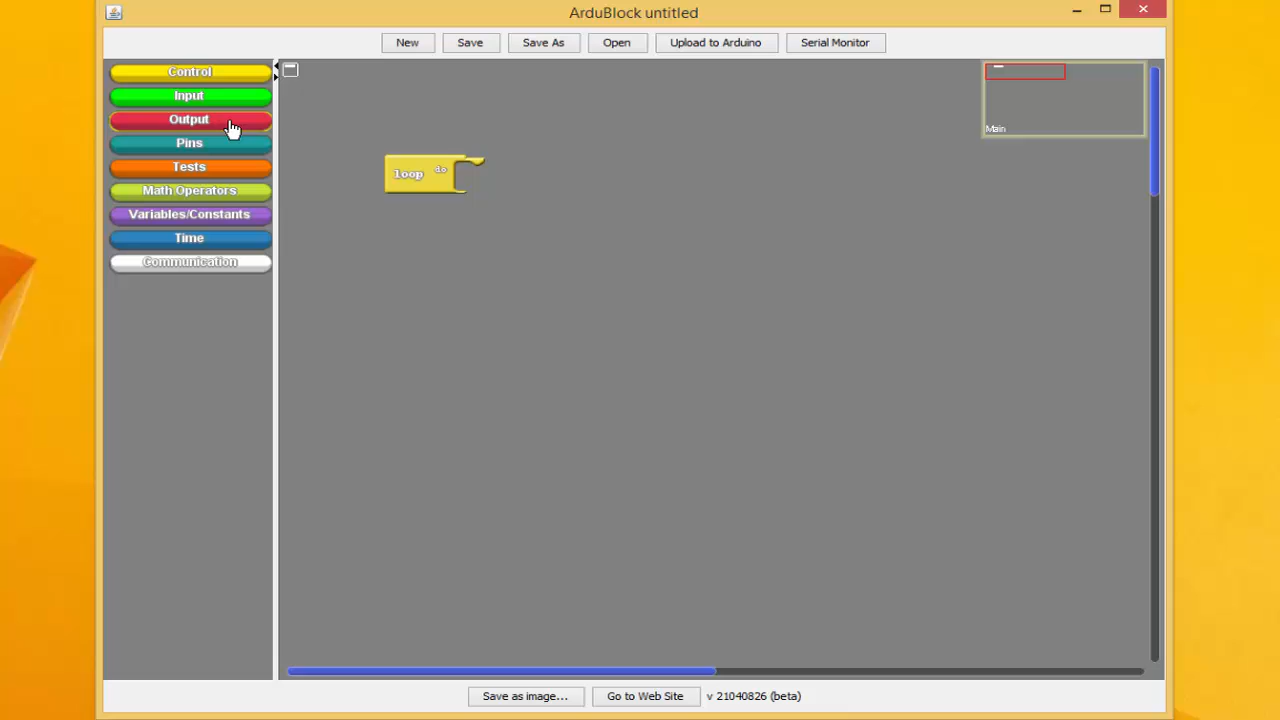 ArduBlock untitled
New Save Save As Open Upload to Arduino Serial Monitor
Control
Input
Output
Pins
Tests
Math Operators
Variables/Constants
Time
Communication
loop do
Main
Save as image... Go to Web Site v 21040826 (beta)